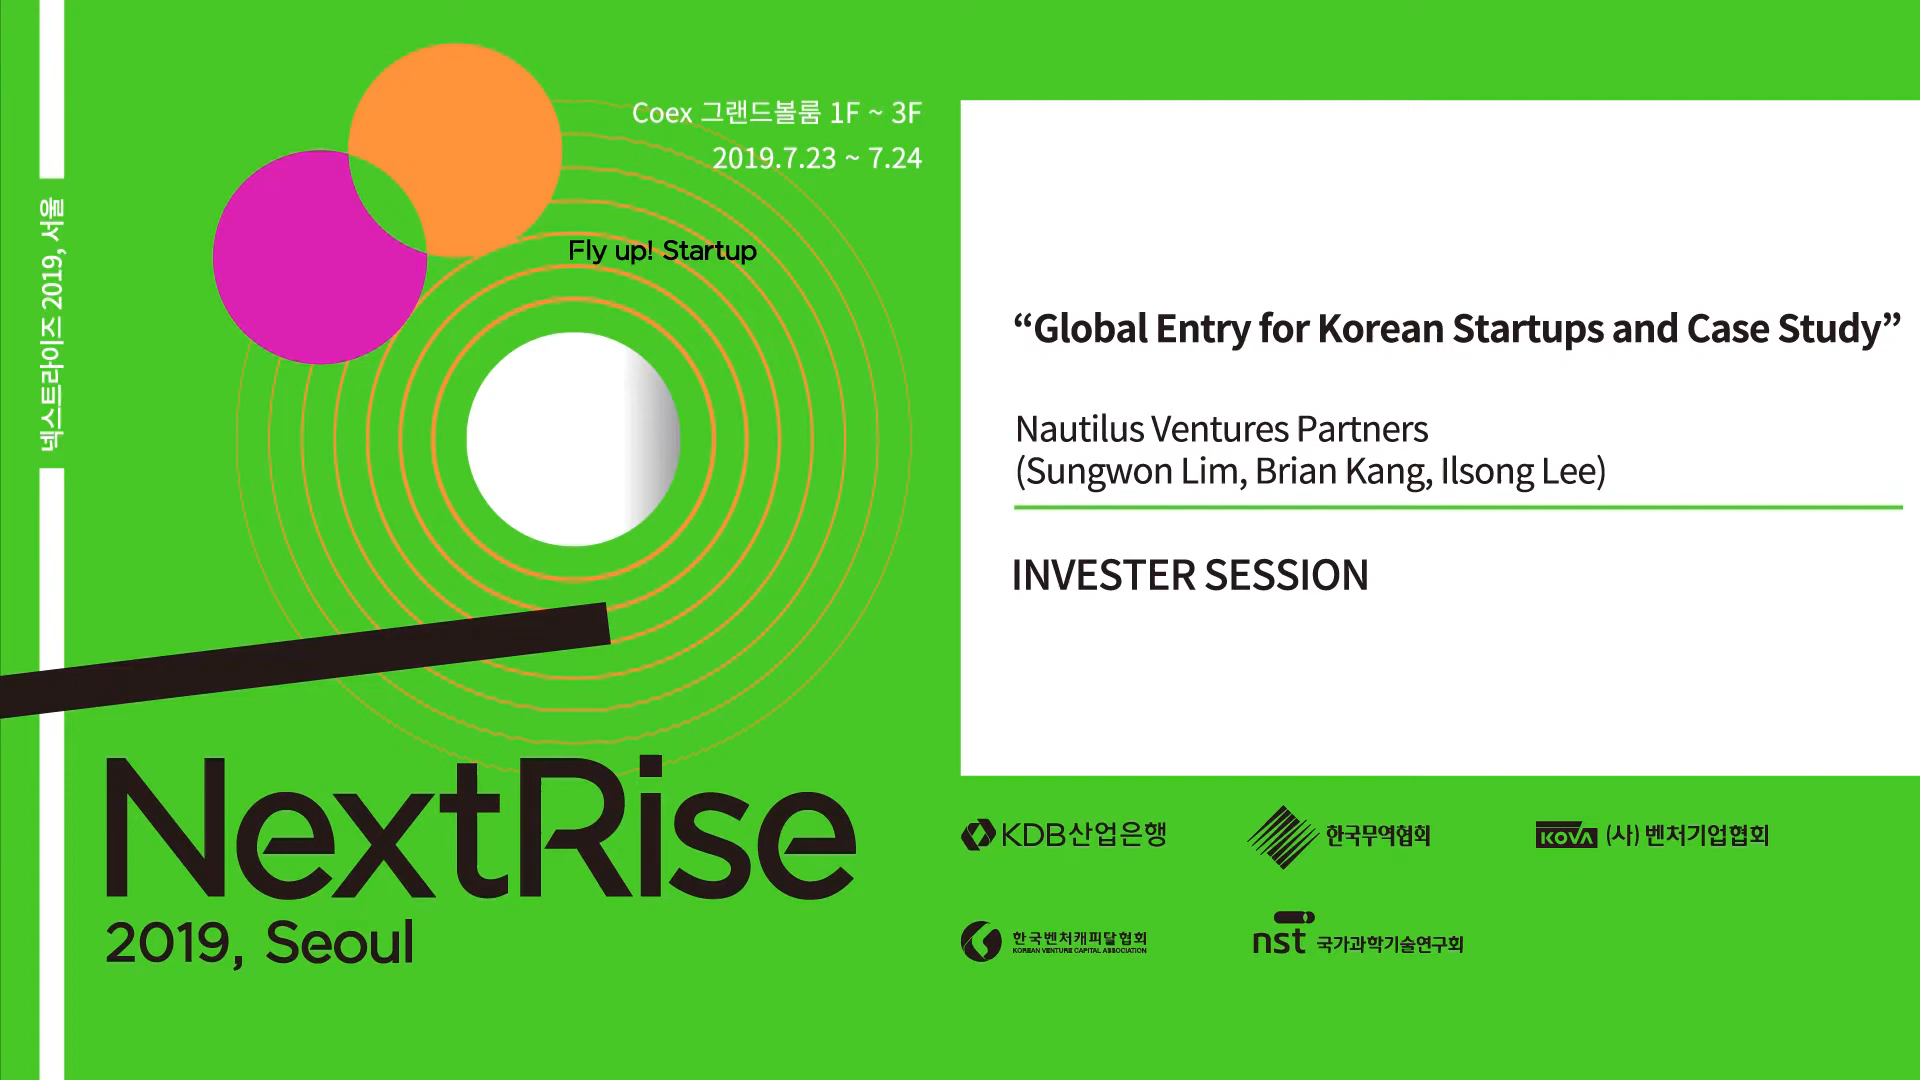 넥스트라이즈 2019, 서울
Coex 그랜드볼룸 1F ~ 3F
2019.7.23 ~ 7.24
Fly up! Startup
NextRise
2019, Seoul
“Global Entry for Korean Startups and Case Study”
Nautilus Ventures Partners
(Sungwon Lim, Brian Kang, Ilsong Lee)
INVESTER SESSION
KDB산업은행
한국무역협회
KOVA (사)벤처기업협회
한국벤처캐피탈협회
KOREAN VENTURE CAPITAL ASSOCIATION
nst 국가과학기술연구회